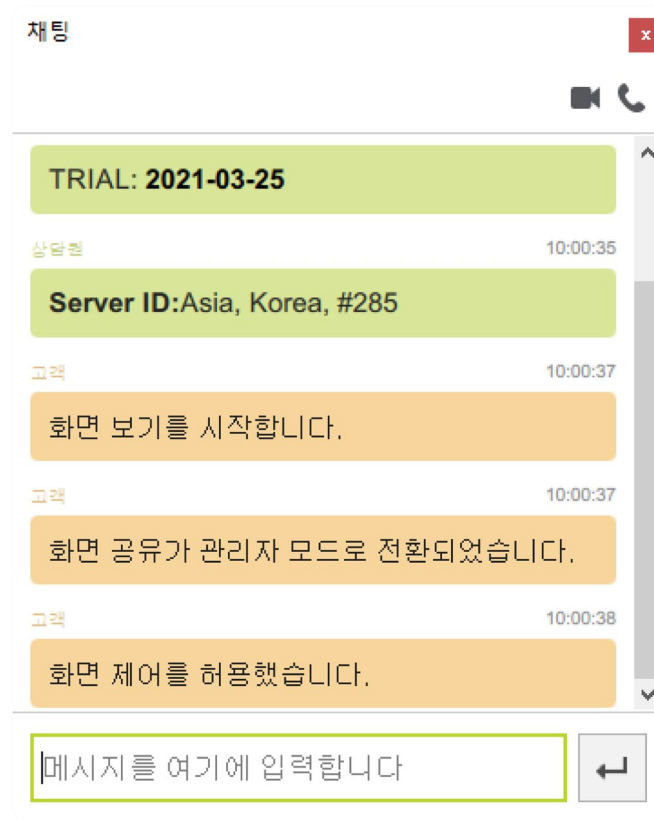 채팅
x
TRIAL: 2021-03-25
상담원 10:00:35
Server ID:Asia, Korea, #285
고객 10:00:37
화면 보기를 시작합니다.
고객 10:00:37
화면 공유가 관리자 모드로 전환되었습니다.
고객 10:00:38
화면 제어를 허용했습니다.
메시지를 여기에 입력합니다